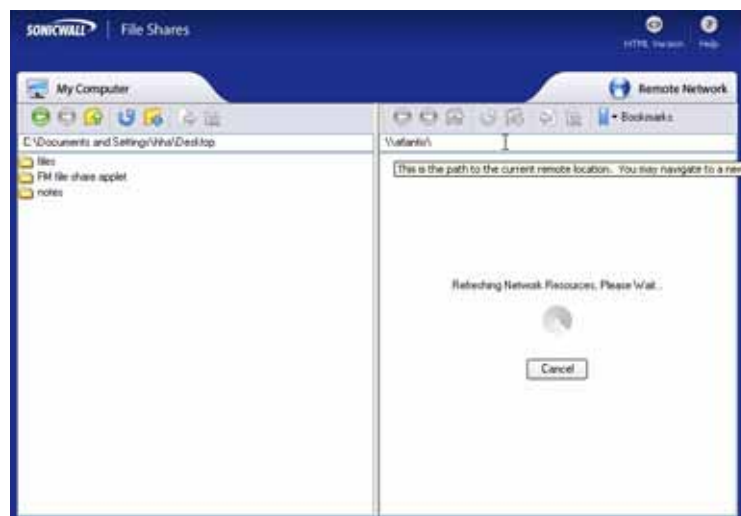 SONICWALL File Shares
HTML Version Help
My Computer
Remote Network
Bookmarks
C:\Documents and Settings\hha\Desktop
\\atlantis\
files
FM file share applet
notes
This is the path to the current remote location. You may navigate to a new
Refreshing Network Resources, Please Wait...
Cancel